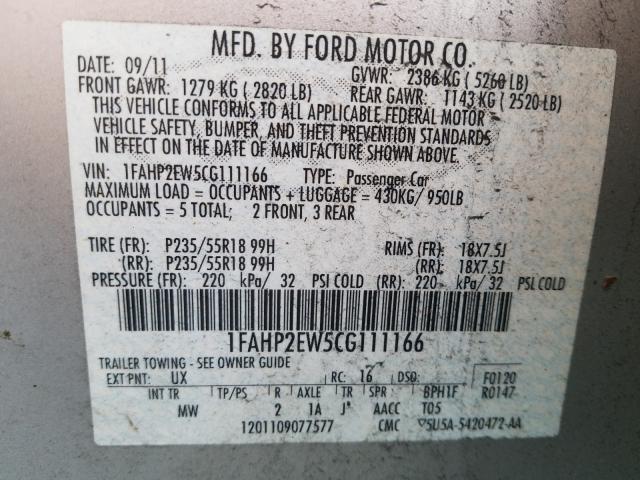 MFD. BY FORD MOTOR CO.
DATE: 09/11 GVWR: 2386 KG ( 5260 LB)
FRONT GAWR: 1279 KG ( 2820 LB) REAR GAWR: 1143 KG ( 2520 LB)
THIS VEHICLE CONFORMS TO ALL APPLICABLE FEDERAL MOTOR
VEHICLE SAFETY, BUMPER, AND THEFT PREVENTION STANDARDS
IN EFFECT ON THE DATE OF MANUFACTURE SHOWN ABOVE.
VIN: 1FAHP2EW5CG111166 TYPE: Passenger Car
MAXIMUM LOAD = OCCUPANTS + LUGGAGE = 430KG/ 950LB
OCCUPANTS = 5 TOTAL; 2 FRONT, 3 REAR
TIRE (FR): P235/55R18 99H RIMS (FR): 18X7.5J
(RR): P235/55R18 99H (RR): 18X7.5J
PRESSURE (FR): 220 kPa/ 32 PSI COLD (RR): 220 kPa/ 32 PSI COLD
1FAHP2EW5CG111166
TRAILER TOWING - SEE OWNER GUIDE
EXT PNT: UX RC: 16 DSO: F0120
INT TR TP/PS R AXLE TR SPR BPH1F R0147
MW 2 1A J* AACC T05
1201109077577 CMC ▽5U5A-5420472-AA